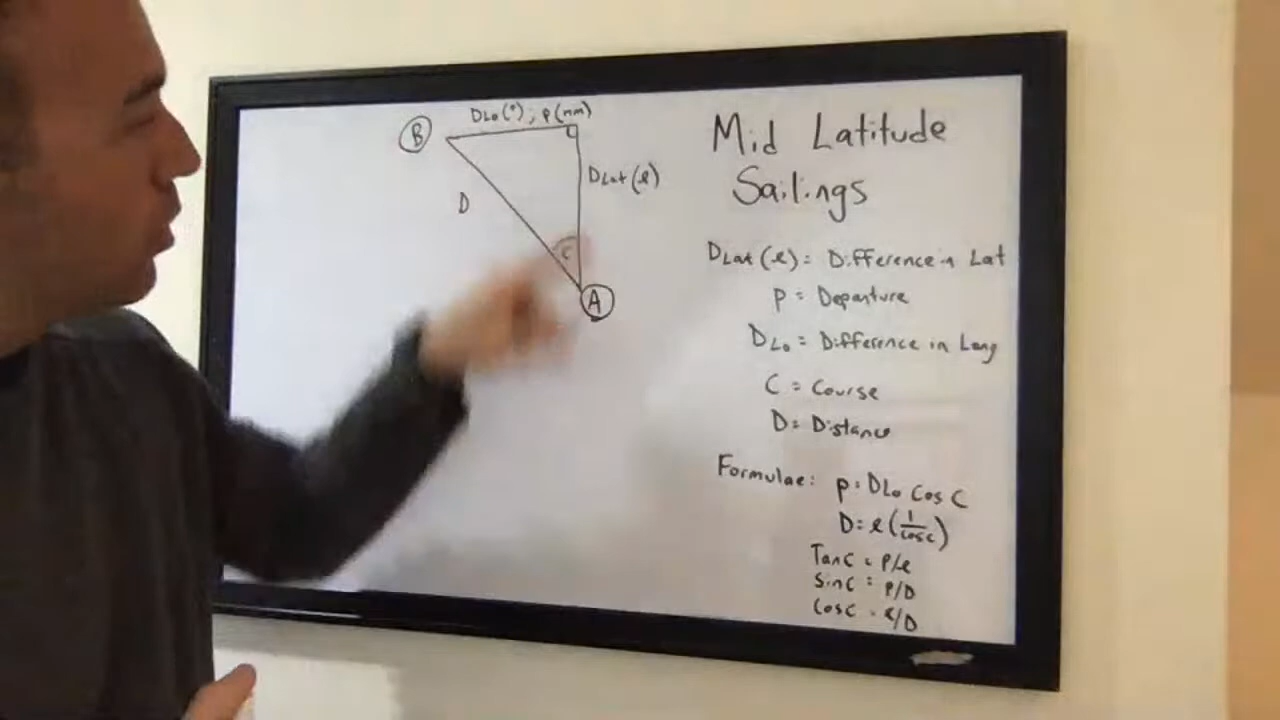 DLo(°); p(nm)
B
DLat(l)
D
C
A
Mid Latitude
Sailings
DLat(l) = Difference in Lat
p = Departure
DLo = Difference in Long
C = Course
D = Distance
Formulae: p = DLo Cos C
D = l(1/cosc)
TanC = P/l
SinC = P/D
CosC = l/D